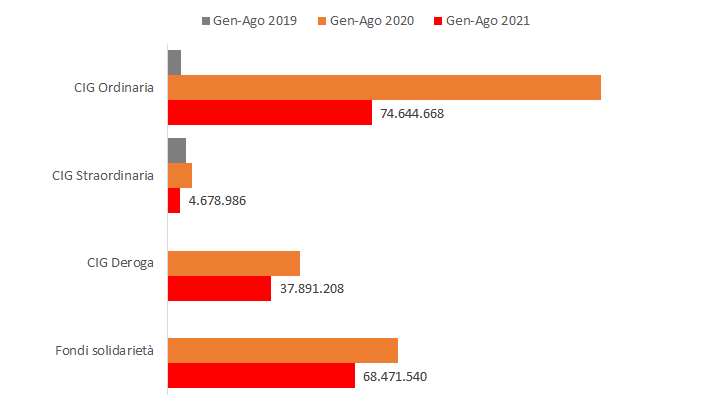 Gen-Ago 2019 Gen-Ago 2020 Gen-Ago 2021
CIG Ordinaria
74.644.668
CIG Straordinaria
4.678.986
CIG Deroga
37.891.208
Fondi solidarietà
68.471.540